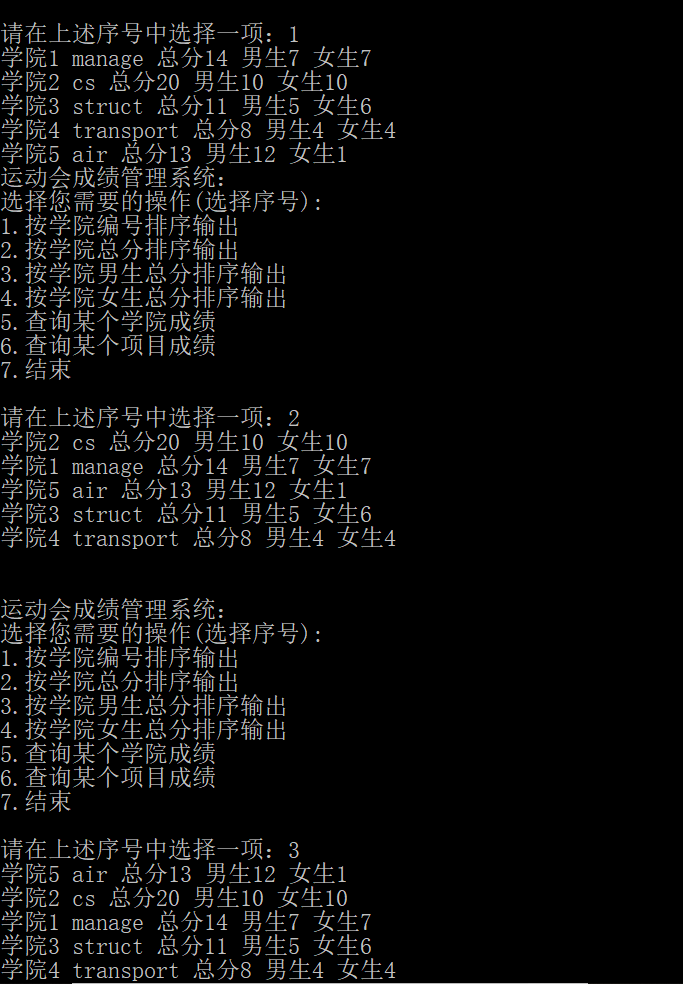 请在上述序号中选择一项：1
学院1 manage 总分14 男生7 女生7
学院2 cs 总分20 男生10 女生10
学院3 struct 总分11 男生5 女生6
学院4 transport 总分8 男生4 女生4
学院5 air 总分13 男生12 女生1
运动会成绩管理系统：
选择您需要的操作(选择序号)：
1.按学院编号排序输出
2.按学院总分排序输出
3.按学院男生总分排序输出
4.按学院女生总分排序输出
5.查询某个学院成绩
6.查询某个项目成绩
7.结束
请在上述序号中选择一项：2
学院2 cs 总分20 男生10 女生10
学院1 manage 总分14 男生7 女生7
学院5 air 总分13 男生12 女生1
学院3 struct 总分11 男生5 女生6
学院4 transport 总分8 男生4 女生4
运动会成绩管理系统：
选择您需要的操作(选择序号)：
1.按学院编号排序输出
2.按学院总分排序输出
3.按学院男生总分排序输出
4.按学院女生总分排序输出
5.查询某个学院成绩
6.查询某个项目成绩
7.结束
请在上述序号中选择一项：3
学院5 air 总分13 男生12 女生1
学院2 cs 总分20 男生10 女生10
学院1 manage 总分14 男生7 女生7
学院3 struct 总分11 男生5 女生6
学院4 transport 总分8 男生4 女生4